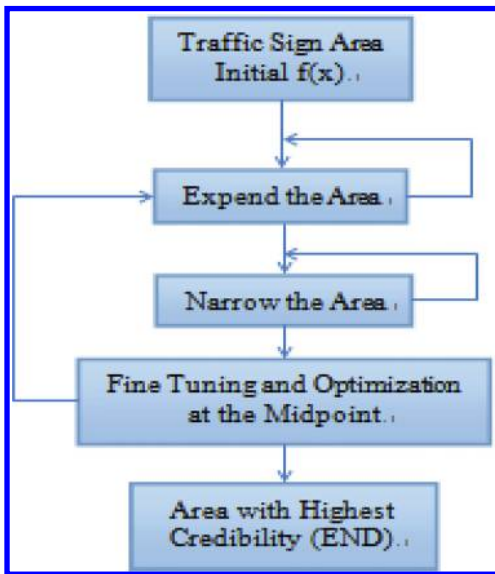 Traffic Sign Area
Initial f(x).
Expend the Area
Narrow the Area
Fine Tuning and Optimization
at the Midpoint.
Area with Highest
Credibility (END).